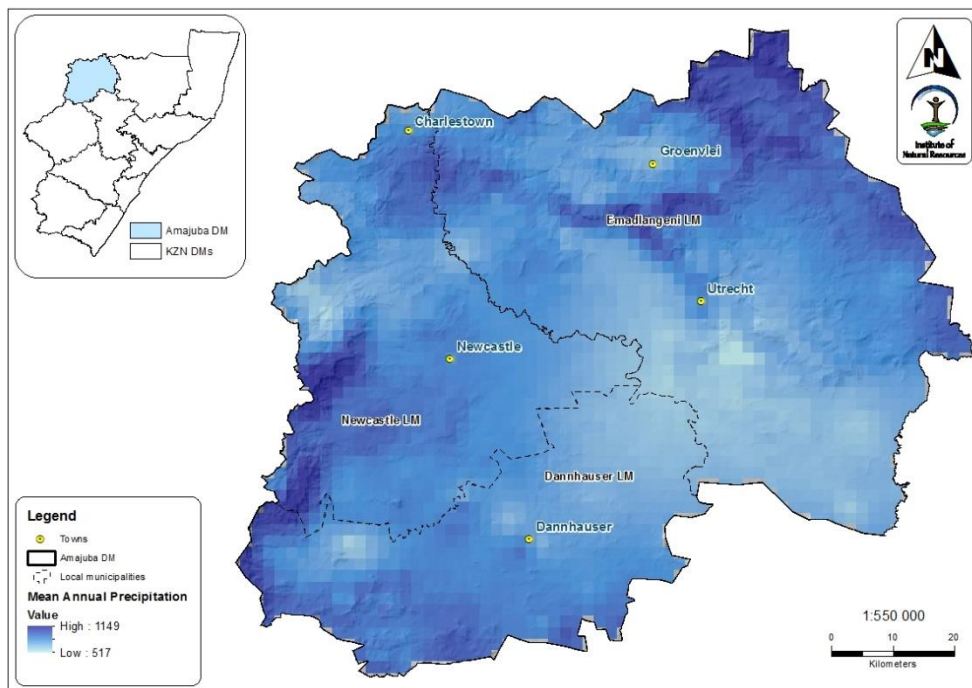 Amajuba DM
KZN DMs
N
Institute of
Natural Resources
Charlestown
Groenvlei
Emadlangeni LM
Utrecht
Newcastle
Newcastle LM
Dannhauser LM
Dannhauser
Legend
Towns
Amajuba DM
Local municipalities
Mean Annual Precipitation
Value
High : 1149
Low : 517
1:550 000
0 5 10 20
Kilometers